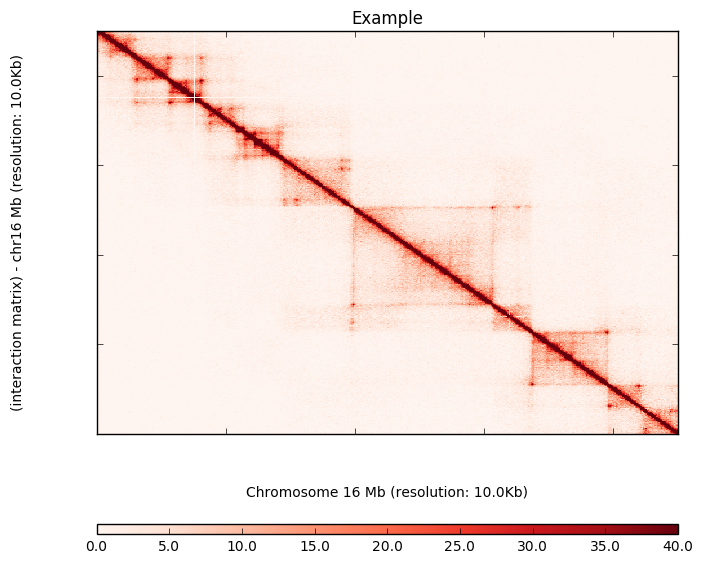 Example
(interaction matrix) - chr16 Mb (resolution: 10.0Kb)
Chromosome 16 Mb (resolution: 10.0Kb)
0.0 5.0 10.0 15.0 20.0 25.0 30.0 35.0 40.0